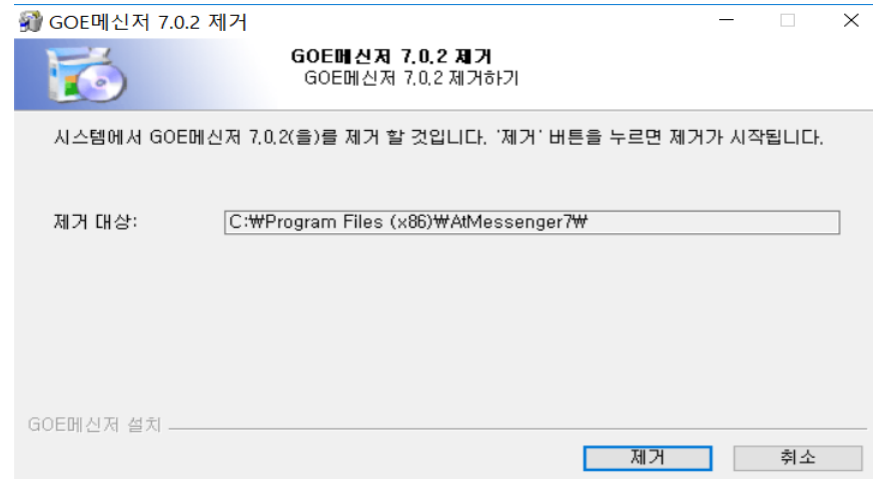 GOE메신저 7.0.2 제거
GOE메신저 7.0.2 제거
GOE메신저 7.0.2 제거하기
시스템에서 GOE메신저 7.0.2(을)를 제거 할 것입니다. '제거' 버튼을 누르면 제거가 시작됩니다.
제거 대상: C:₩Program Files (x86)₩AtMessenger7₩
GOE메신저 설치
제거 취소